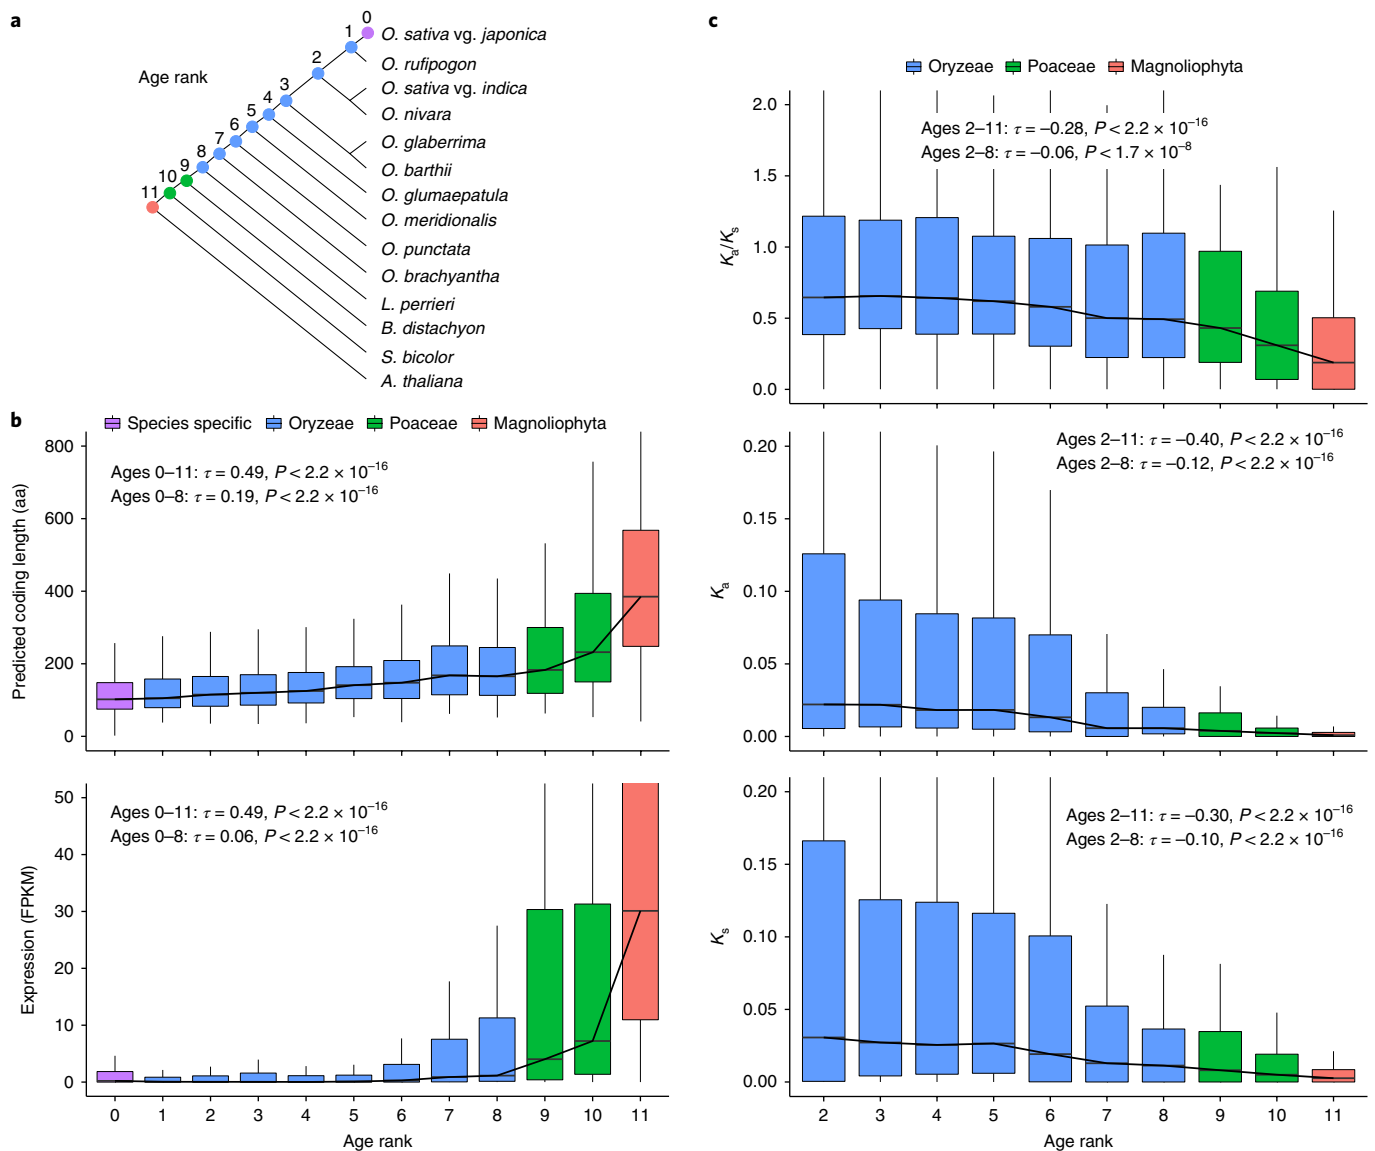 a
Age rank
0
1
2
3
4
5
6
7
8
9
10
11
O. sativa vg. japonica
O. rufipogon
O. sativa vg. indica
O. nivara
O. glaberrima
O. barthii
O. glumaepatula
O. meridionalis
O. punctata
O. brachyantha
L. perrieri
B. distachyon
S. bicolor
A. thaliana
b
Species specific Oryzeae Poaceae Magnoliophyta
Ages 0–11: τ = 0.49, P < 2.2 × 10⁻¹⁶
Ages 0–8: τ = 0.19, P < 2.2 × 10⁻¹⁶
Predicted coding length (aa)
800
600
400
200
0
Ages 0–11: τ = 0.49, P < 2.2 × 10⁻¹⁶
Ages 0–8: τ = 0.06, P < 2.2 × 10⁻¹⁶
Expression (FPKM)
50
40
30
20
10
0
0 1 2 3 4 5 6 7 8 9 10 11
Age rank
c
Oryzeae Poaceae Magnoliophyta
Ages 2–11: τ = –0.28, P < 2.2 × 10⁻¹⁶
Ages 2–8: τ = –0.06, P < 1.7 × 10⁻⁸
Ka/Ks
2.0
1.5
1.0
0.5
0.0
Ages 2–11: τ = –0.40, P < 2.2 × 10⁻¹⁶
Ages 2–8: τ = –0.12, P < 2.2 × 10⁻¹⁶
Ka
0.20
0.15
0.10
0.05
0.00
Ages 2–11: τ = –0.30, P < 2.2 × 10⁻¹⁶
Ages 2–8: τ = –0.10, P < 2.2 × 10⁻¹⁶
Ks
0.20
0.15
0.10
0.05
0.00
2 3 4 5 6 7 8 9 10 11
Age rank